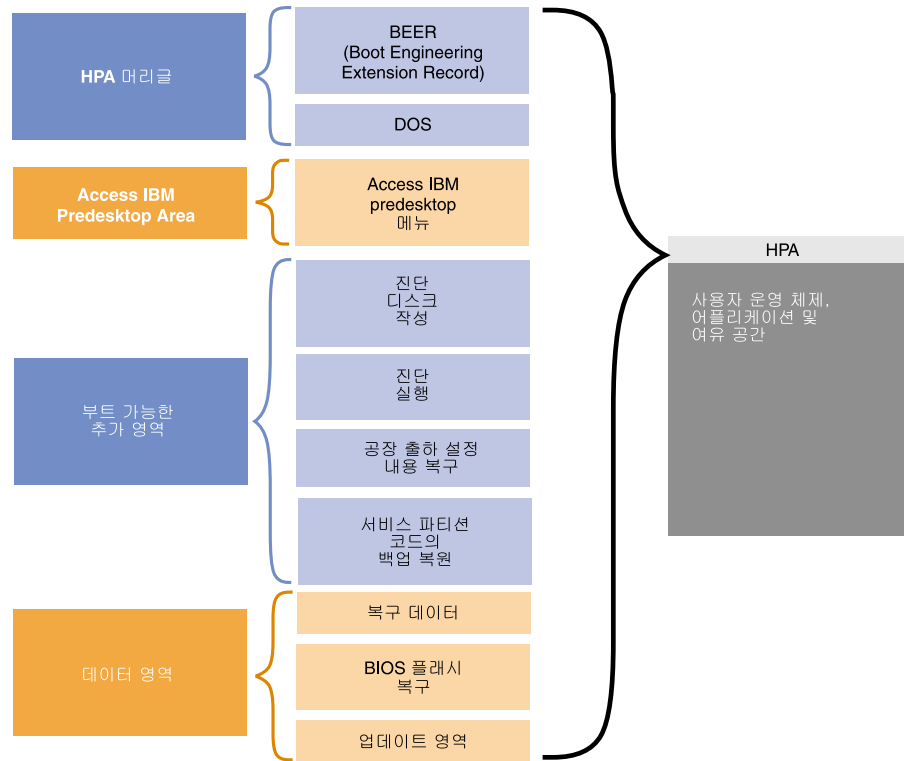 HPA 머리글
BEER
(Boot Engineering
Extension Record)
DOS
Access IBM
Predesktop Area
Access IBM
predesktop
메뉴
부트 가능한
추가 영역
진단
디스크
작성
진단
실행
공장 출하 설정
내용 복구
서비스 파티션
코드의
백업 복원
데이터 영역
복구 데이터
BIOS 플래시
복구
업데이트 영역
HPA
사용자 운영 체제,
어플리케이션 및
여유 공간